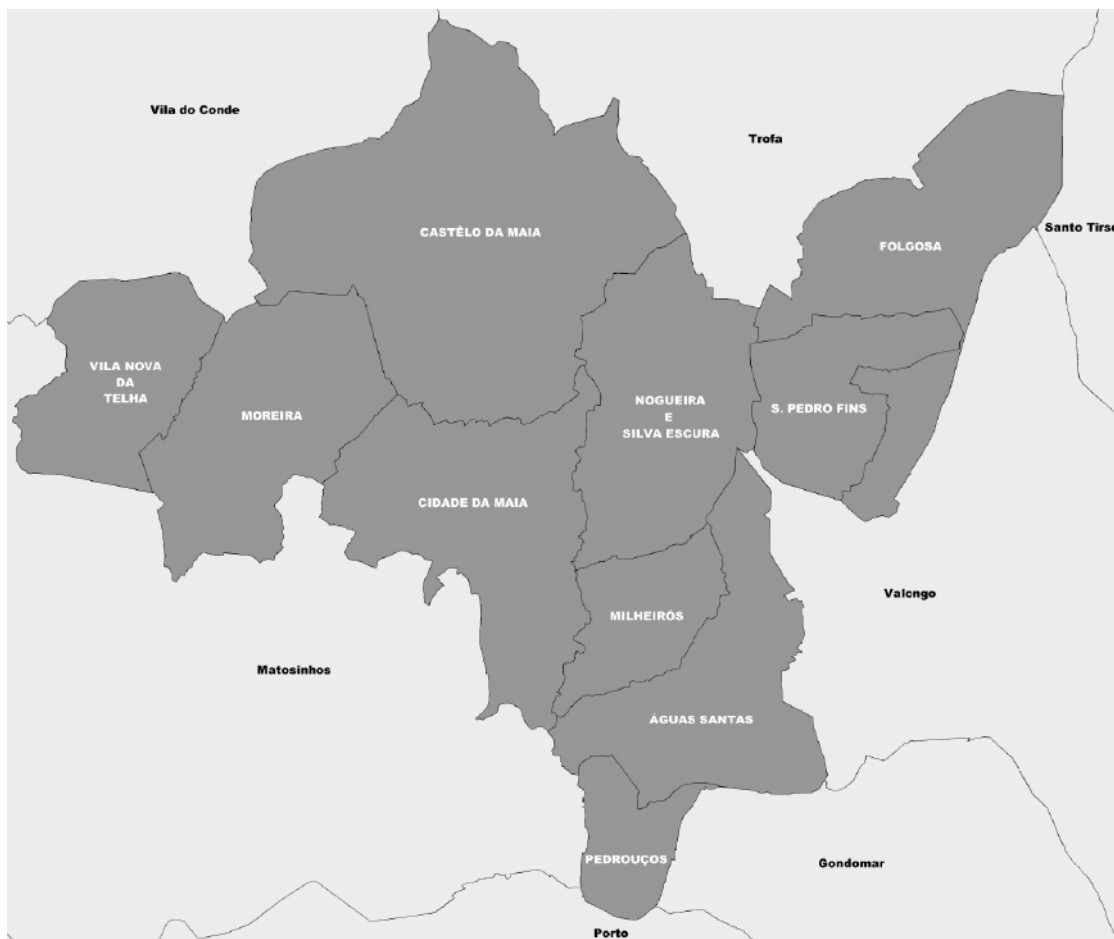 Vila do Conde
Trofa
CASTÊLO DA MAIA
Santo Tirso
FOLGOSA
VILA NOVA
DA
TELHA
MOREIRA
NOGUEIRA
E
SILVA ESCURA
S. PEDRO FINS
CIDADE DA MAIA
Valongo
MILHEIRÓS
Matosinhos
ÁGUAS SANTAS
PEDROUÇOS
Gondomar
Porto